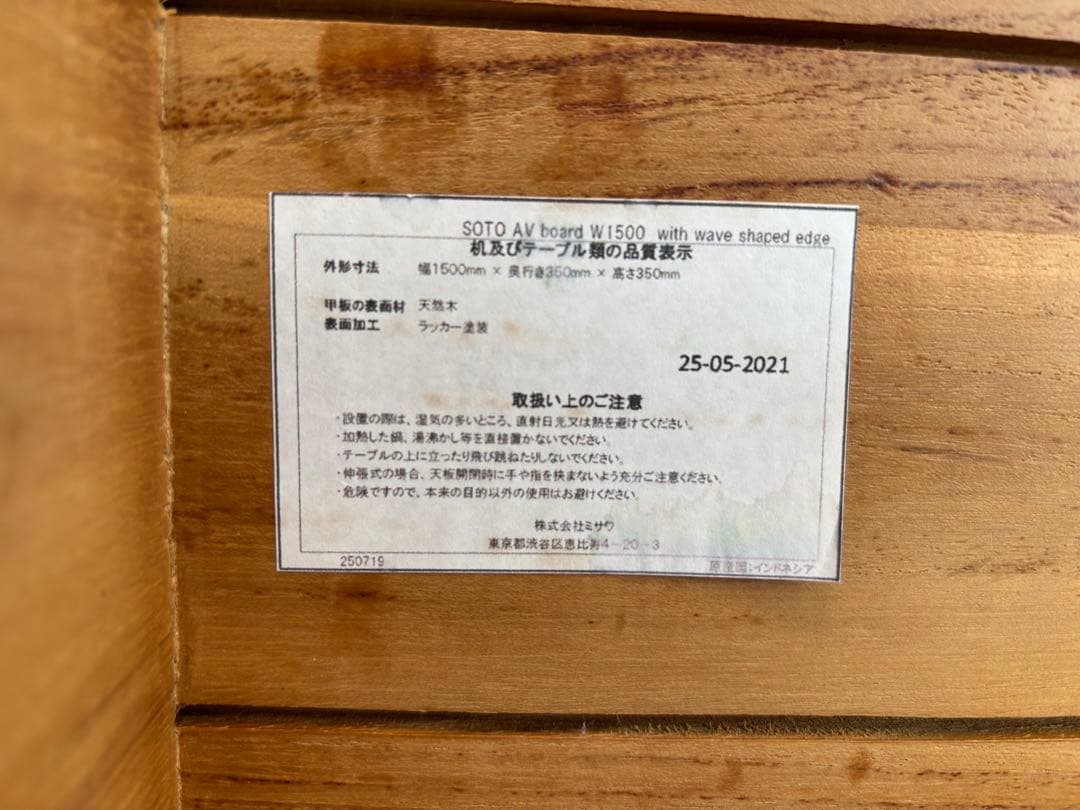 SOTO AV board W1500 with wave shaped edge
机及びテーブル類の品質表示
外形寸法 幅1500mm × 奥行き350mm × 高さ350mm
甲板の表面材 天然木
表面加工 ラッカー塗装
25-05-2021
取扱い上のご注意
・設置の際は、湿気の多いところ、直射日光又は熱を避けてください。
・加熱した鍋、湯沸かし等を直接置かないでください。
・テーブルの上に立ったり飛び跳ねたりしないでください。
・伸張式の場合、天板開閉時に手や指を挟まないよう充分ご注意ください。
・危険ですので、本来の目的以外の使用はお避けください。
株式会社ミサワ
東京都渋谷区恵比寿4-20-3
250719 原産国:インドネシア